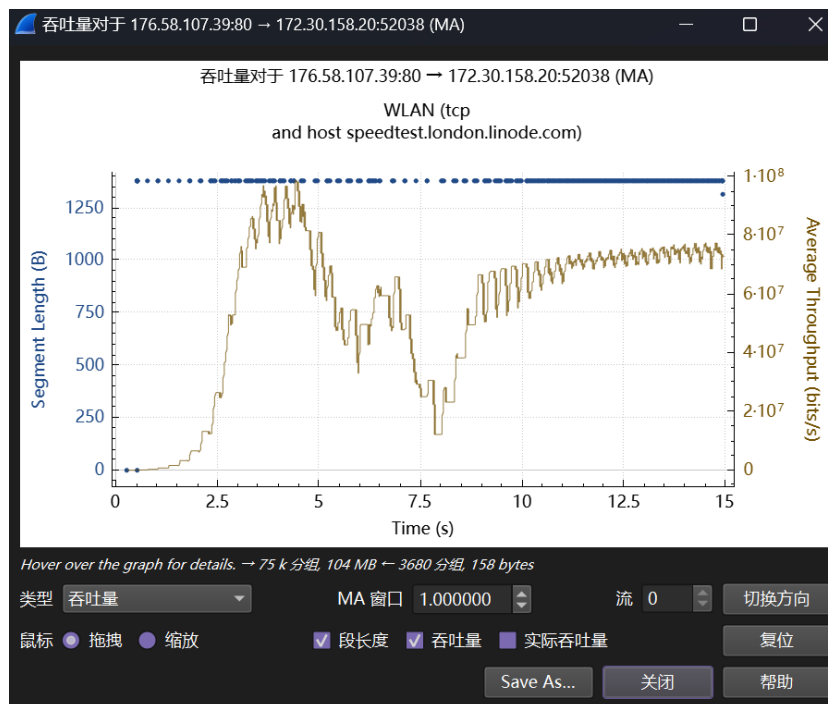 吞吐量对于 176.58.107.39:80 → 172.30.158.20:52038 (MA)
吞吐量对于 176.58.107.39:80 → 172.30.158.20:52038 (MA)
WLAN (tcp
and host speedtest.london.linode.com)
Segment Length (B)
1250
1000
750
500
250
0
1·10⁸
8·10⁷
6·10⁷
4·10⁷
2·10⁷
0
Average Throughput (bits/s)
0 2.5 5 7.5 10 12.5 15
Time (s)
Hover over the graph for details. → 75 k 分组, 104 MB ← 3680 分组, 158 bytes
类型 吞吐量 MA 窗口 1.000000 流 0 切换方向
鼠标 拖拽 缩放 段长度 吞吐量 实际吞吐量 复位
Save As... 关闭 帮助